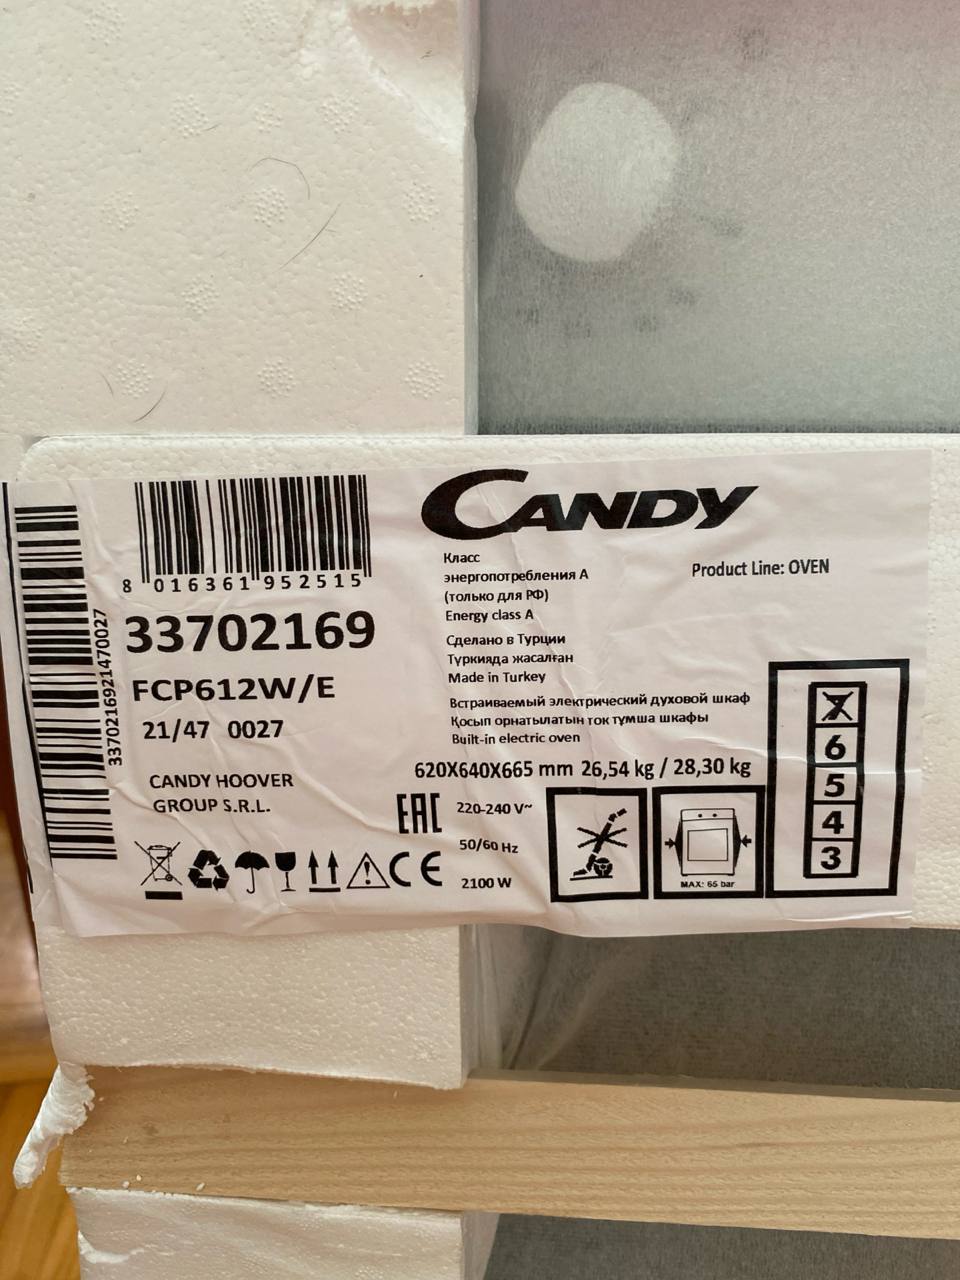 CANDY
8 016361 952515
33702169
FCP612W/E
21/47 0027
3370216921470027
CANDY HOOVER
GROUP S.R.L.
Класс
энергопотребления А
(только для РФ)
Energy class A
Сделано в Турции
Түркияда жасалған
Made in Turkey
Product Line: OVEN
Встраиваемый электрический духовой шкаф
Қосып орнатылатын ток тұмша шкафы
Built-in electric oven
620X640X665 mm 26,54 kg / 28,30 kg
EAC
220-240 V~
50/60 Hz
2100 W
CE
MAX: 65 bar
7
6
5
4
3